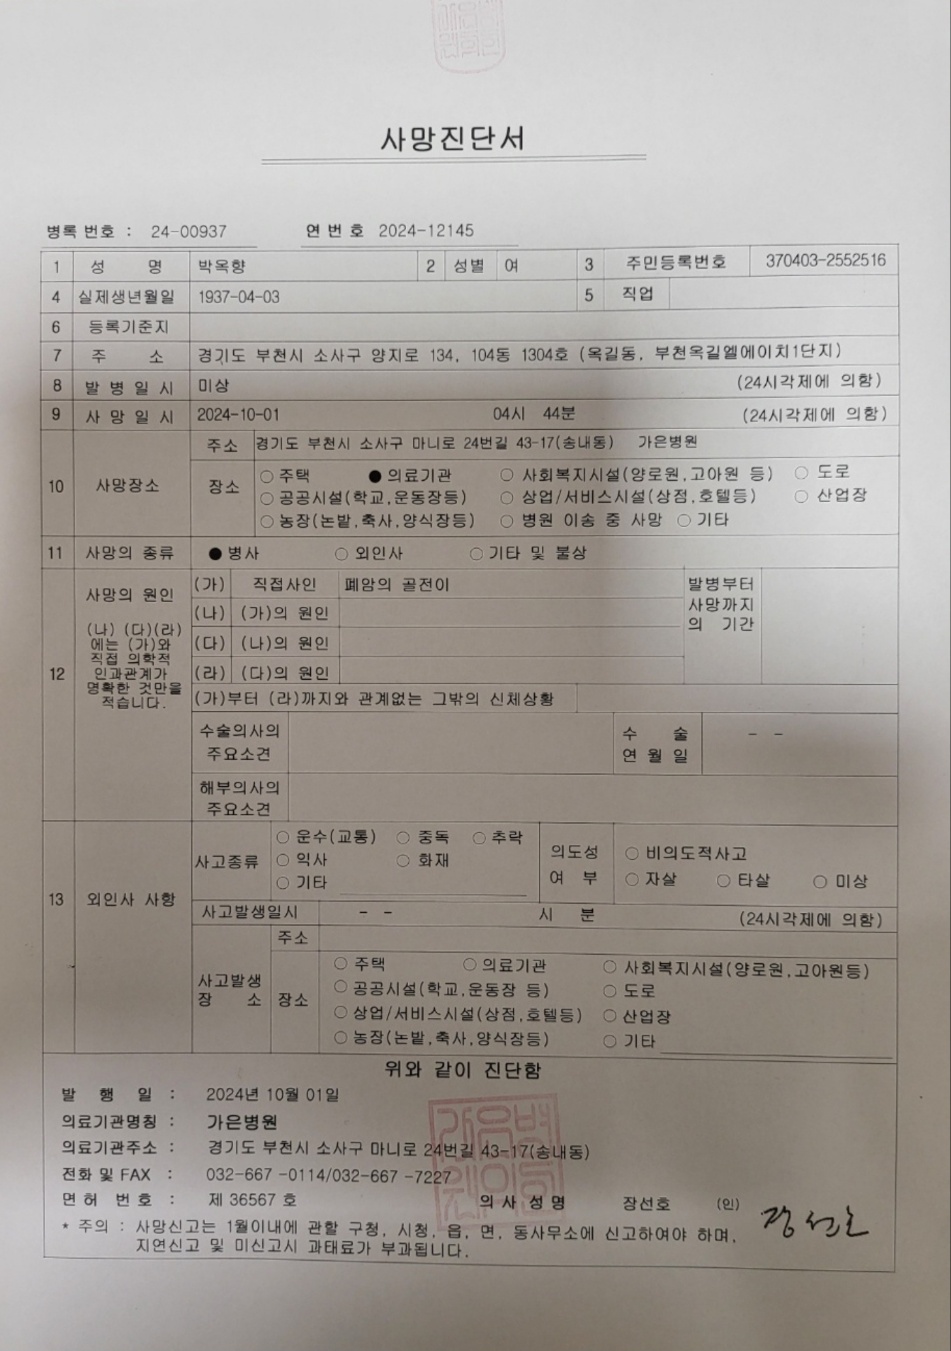 사망진단서
병록 번호 : 24-00937 연 번 호 2024-12145
1 성 명 박옥향 2 성별 여 3 주민등록번호 370403-2552516
4 실제생년월일 1937-04-03 5 직업
6 등록기준지
7 주 소 경기도 부천시 소사구 양지로 134, 104동 1304호 (옥길동, 부천옥길엘에이치1단지)
8 발 병 일 시 미상 (24시각제에 의함)
9 사 망 일 시 2024-10-01 04시 44분 (24시각제에 의함)
10 사망장소 주소 경기도 부천시 소사구 마니로 24번길 43-17(송내동) 가은병원
장소 ○ 주택 ● 의료기관 ○ 사회복지시설(양로원,고아원 등) ○ 도로
○ 공공시설(학교,운동장등) ○ 상업/서비스시설(상점,호텔등) ○ 산업장
○ 농장(논밭,축사,양식장등) ○ 병원 이송 중 사망 ○ 기타
11 사망의 종류 ● 병사 ○ 외인사 ○ 기타 및 불상
12 사망의 원인
(나) (다)(라)
에는 (가)와
직접 의학적
인과관계가
명확한 것만을
적습니다.
(가) 직접사인 폐암의 골전이
(나) (가)의 원인
(다) (나)의 원인
(라) (다)의 원인
발병부터
사망까지
의 기간
(가)부터 (라)까지와 관계없는 그밖의 신체상황
수술의사의
주요소견
수 술
연 월 일
- -
해부의사의
주요소견
13 외인사 사항
사고종류 ○ 운수(교통) ○ 중독 ○ 추락
○ 익사 ○ 화재
○ 기타
의도성
여 부
○ 비의도적사고
○ 자살 ○ 타살 ○ 미상
사고발생일시 - - 시 분 (24시각제에 의함)
사고발생
장 소
주소
장소
○ 주택 ○ 의료기관 ○ 사회복지시설(양로원,고아원등)
○ 공공시설(학교,운동장 등) ○ 도로
○ 상업/서비스시설(상점,호텔등) ○ 산업장
○ 농장(논밭,축사,양식장등) ○ 기타
위와 같이 진단함
발 행 일 : 2024년 10월 01일
의료기관명칭 : 가은병원
의료기관주소 : 경기도 부천시 소사구 마니로 24번길 43-17(송내동)
전화 및 FAX : 032-667 -0114/032-667 -7227
면 허 번 호 : 제 36567 호 의 사 성 명 장선호 (인) 장선호
* 주의 : 사망신고는 1월이내에 관할 구청, 시청, 읍, 면, 동사무소에 신고하여야 하며,
지연신고 및 미신고시 과태료가 부과됩니다.
가은병
원의인